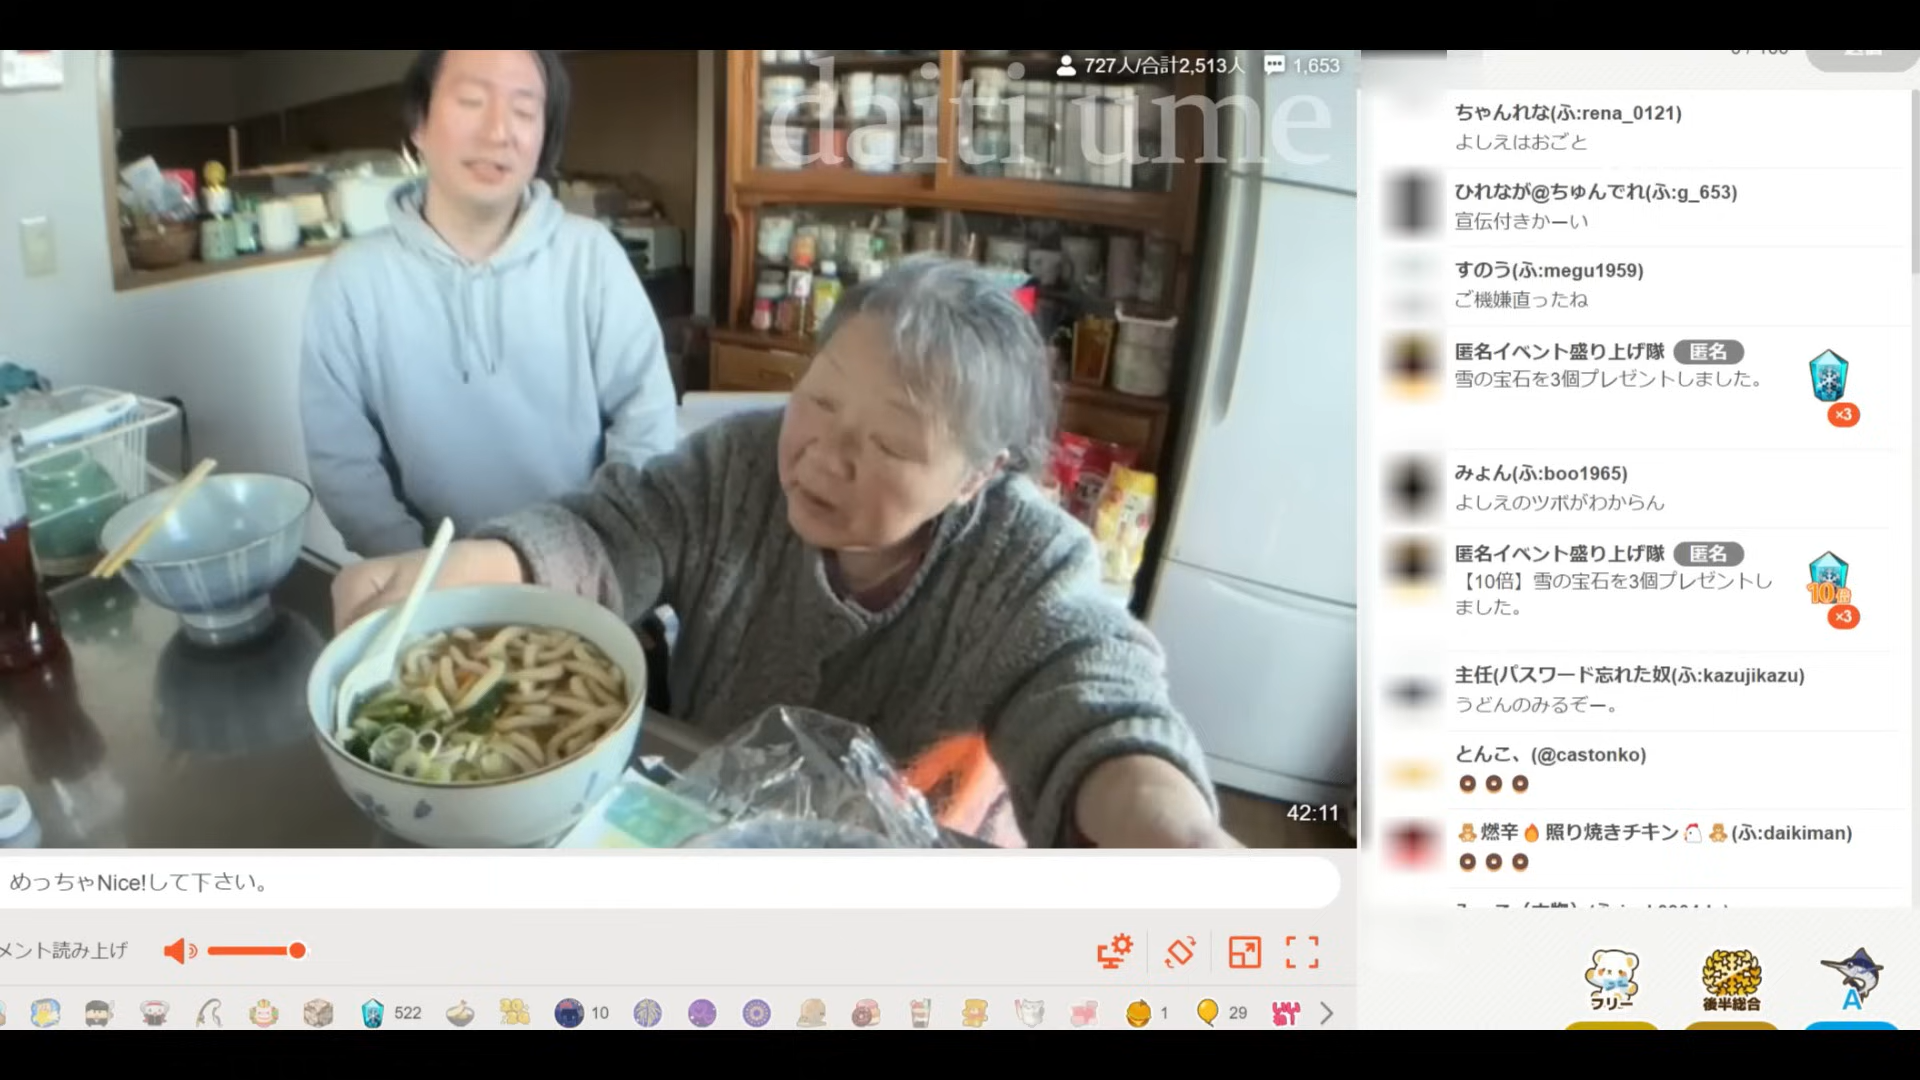 727人/合計2,513人 1,653
daiti ume
42:11
めっちゃNice!して下さい。
メント読み上げ
522
10
1
29
ちゃんれな(ふ:rena_0121)
よしえはおごと
ひれなが@ちゅんでれ(ふ:g_653)
宣伝付きかーい
すのう(ふ:megu1959)
ご機嫌直ったね
匿名イベント盛り上げ隊 匿名
雪の宝石を3個プレゼントしました。
×3
みょん(ふ:boo1965)
よしえのツボがわからん
匿名イベント盛り上げ隊 匿名
【10倍】雪の宝石を3個プレゼントし
ました。
10倍
×3
主任(パスワード忘れた奴(ふ:kazujikazu)
うどんのみるぞー。
とんこ、(@castonko)
🍩🍩🍩
🧸燃辛🔥照り焼きチキン🐔🧸(ふ:daikiman)
🍩🍩🍩
フリー
後半総合
A